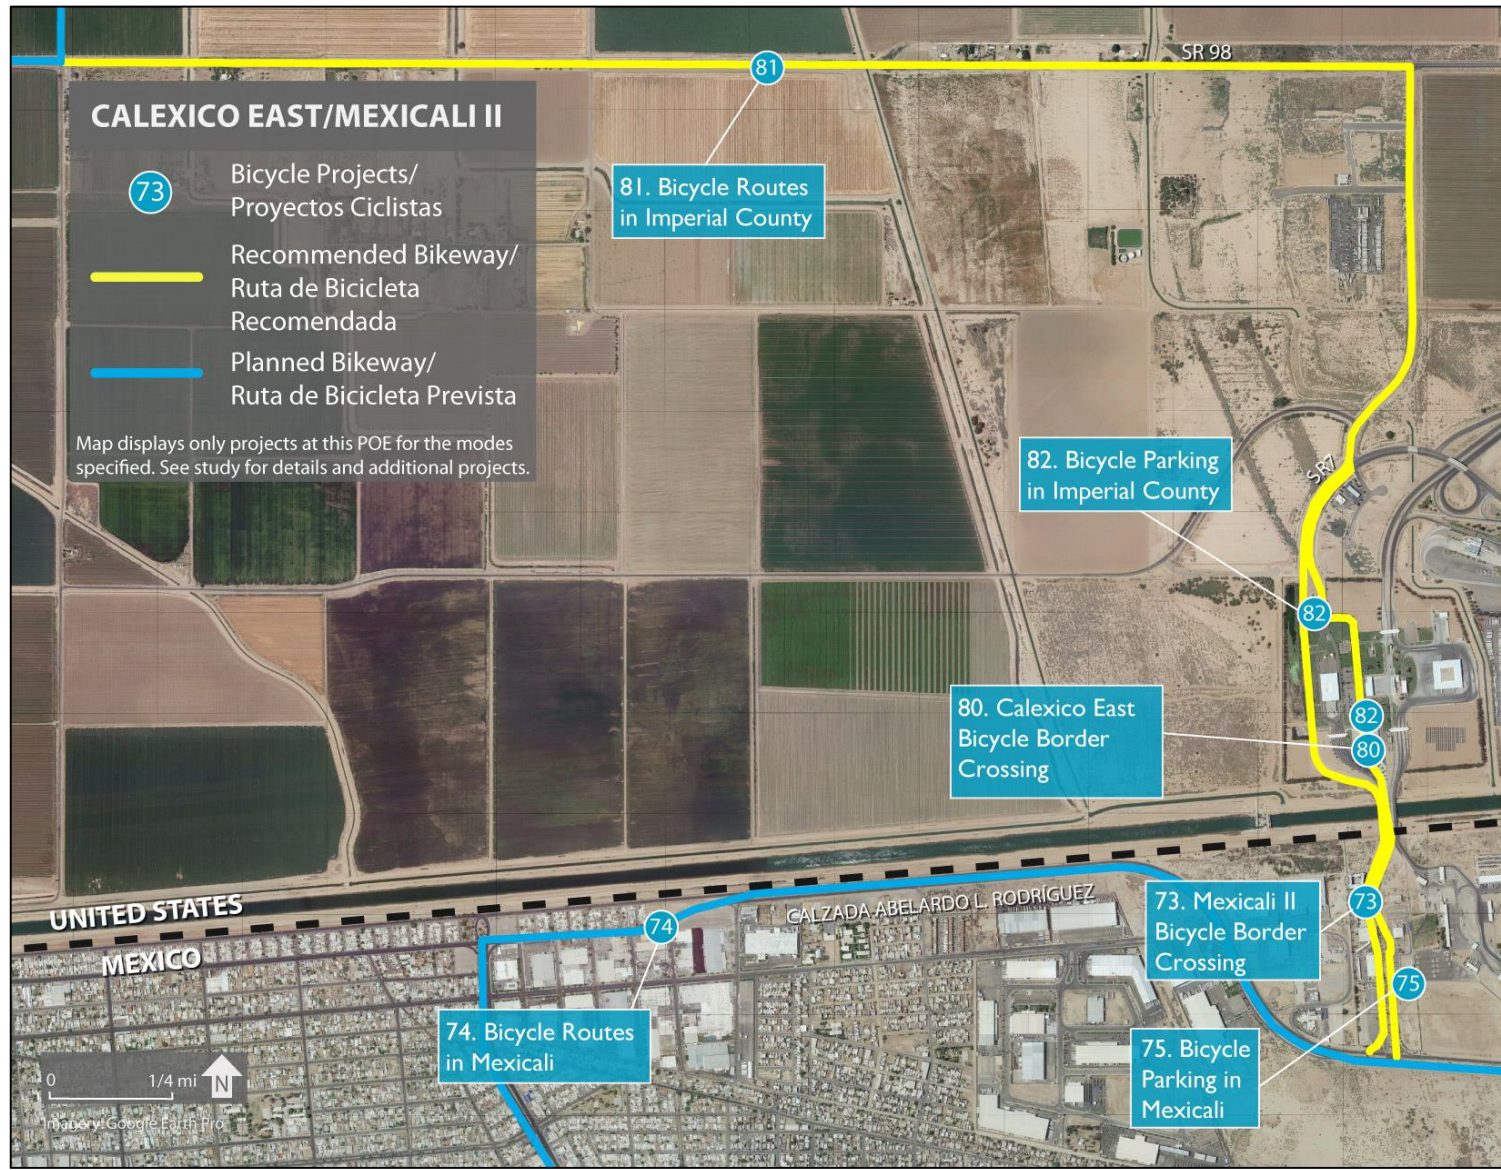 SR 98
81
CALEXICO EAST/MEXICALI II
73
Bicycle Projects/
Proyectos Ciclistas
Recommended Bikeway/
Ruta de Bicicleta
Recomendada
Planned Bikeway/
Ruta de Bicicleta Prevista
Map displays only projects at this POE for the modes
specified. See study for details and additional projects.
81. Bicycle Routes
in Imperial County
82. Bicycle Parking
in Imperial County
SR7
82
80. Calexico East
Bicycle Border
Crossing
82
80
UNITED STATES
MEXICO
CALZADA ABELARDO L. RODRÍGUEZ
74
73. Mexicali II
Bicycle Border
Crossing
73
75
74. Bicycle Routes
in Mexicali
75. Bicycle
Parking in
Mexicali
0 1/4 mi
N
Imagery: Google Earth Pro